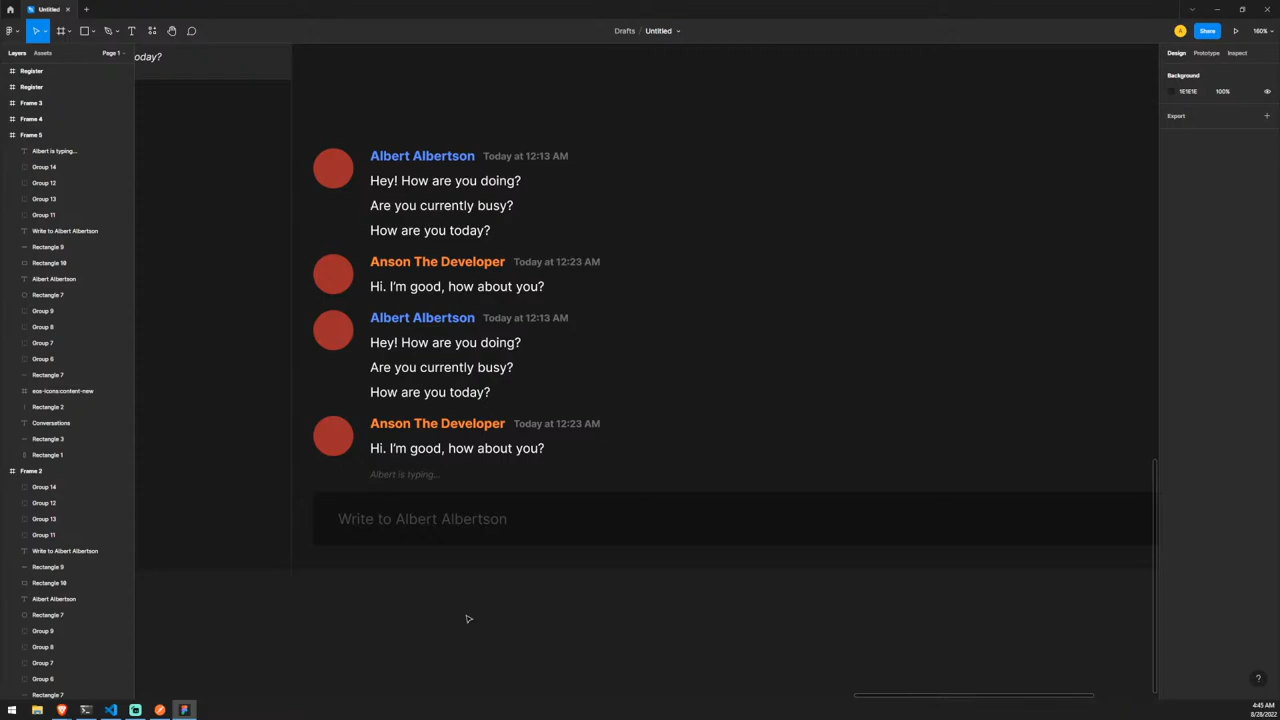 Untitled
Drafts / Untitled
A
Share
160%
Layers
Assets
Page 1
Register
Register
Frame 3
Frame 4
Frame 5
Albert is typing...
Group 14
Group 12
Group 13
Group 11
Write to Albert Albertson
Rectangle 9
Rectangle 10
Albert Albertson
Rectangle 7
Group 9
Group 8
Group 7
Group 6
Rectangle 7
eos-icons:content-new
Rectangle 2
Conversations
Rectangle 3
Rectangle 1
Frame 2
Group 14
Group 12
Group 13
Group 11
Write to Albert Albertson
Rectangle 9
Rectangle 10
Albert Albertson
Rectangle 7
Group 9
Group 8
Group 7
Group 6
Rectangle 7
oday?
Albert Albertson Today at 12:13 AM
Hey! How are you doing?
Are you currently busy?
How are you today?
Anson The Developer Today at 12:23 AM
Hi. I'm good, how about you?
Albert Albertson Today at 12:13 AM
Hey! How are you doing?
Are you currently busy?
How are you today?
Anson The Developer Today at 12:23 AM
Hi. I'm good, how about you?
Albert is typing...
Write to Albert Albertson
Design
Prototype
Inspect
Background
1E1E1E 100%
Export
?
4:45 AM
8/28/2022